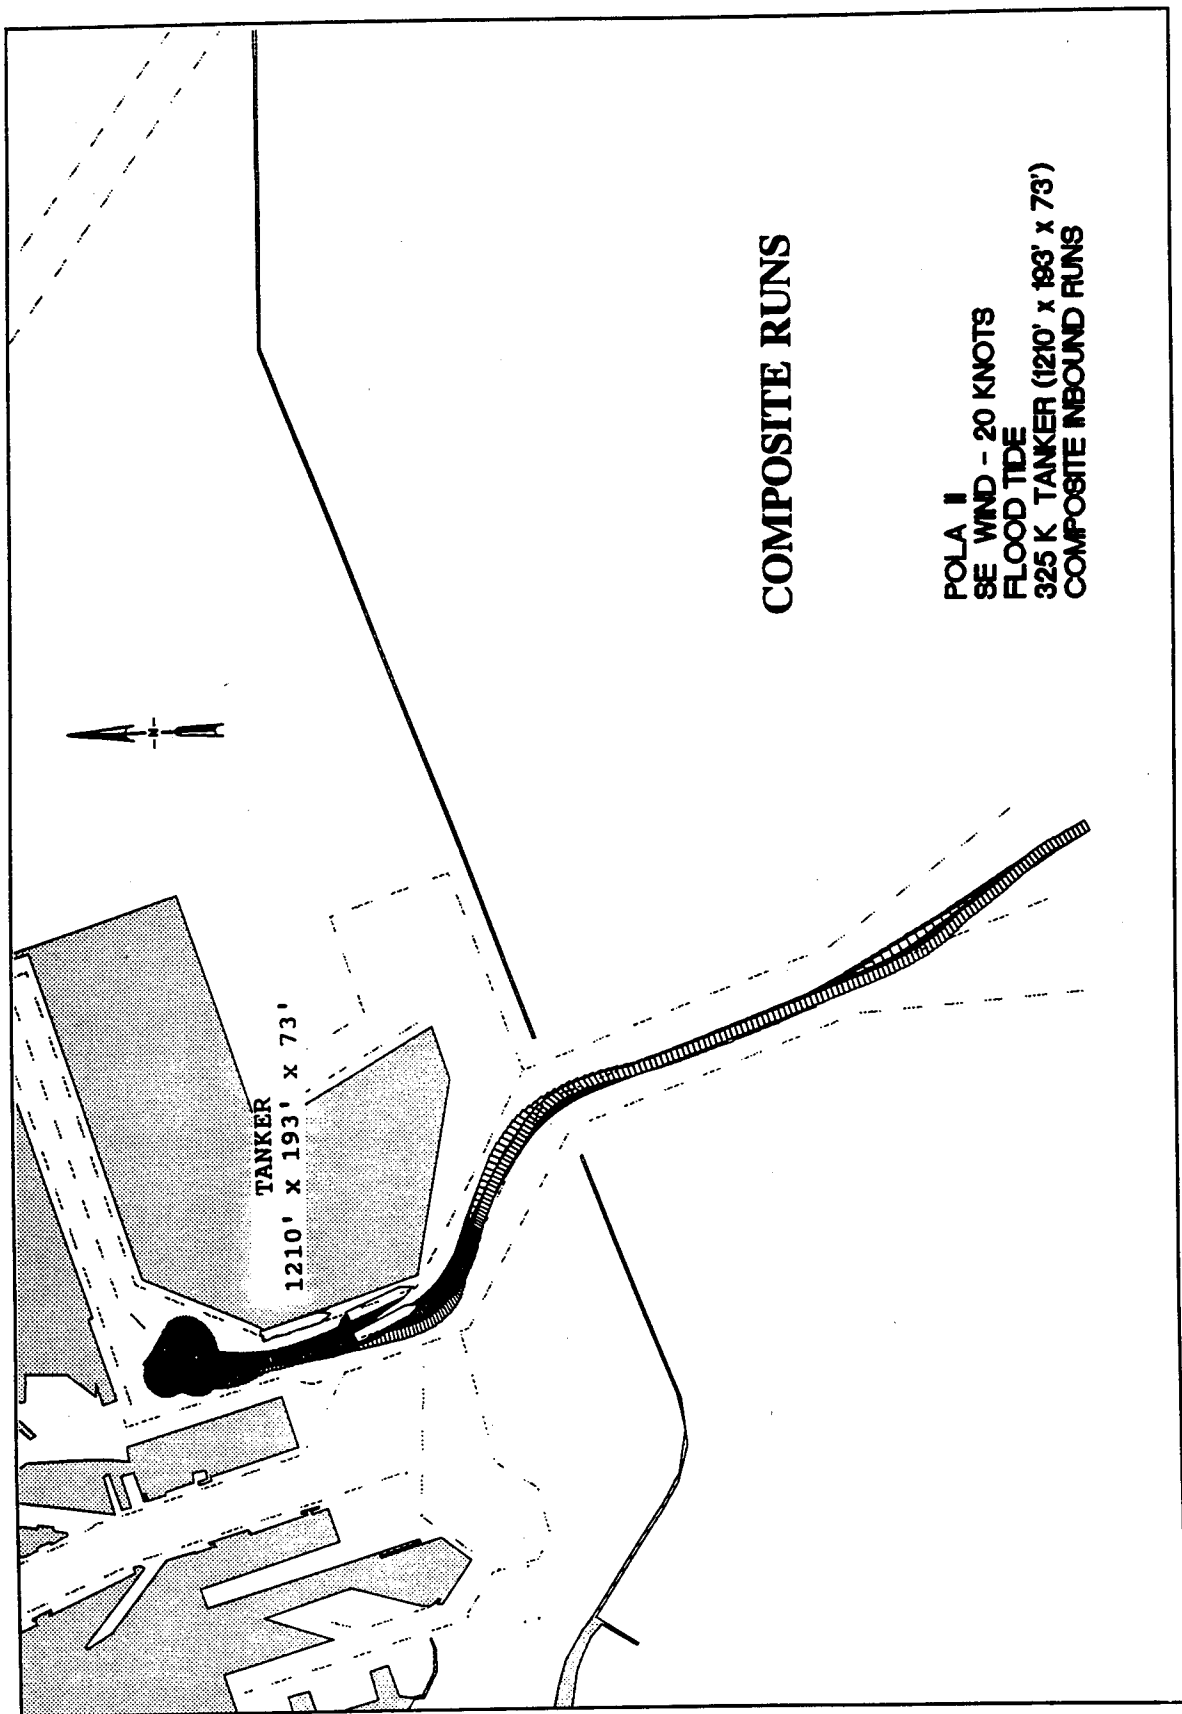 N
TANKER
1210' x 193' x 73'
COMPOSITE RUNS
POLA II
SE WIND - 20 KNOTS
FLOOD TIDE
325 K TANKER (1210' x 193' x 73')
COMPOSITE INBOUND RUNS